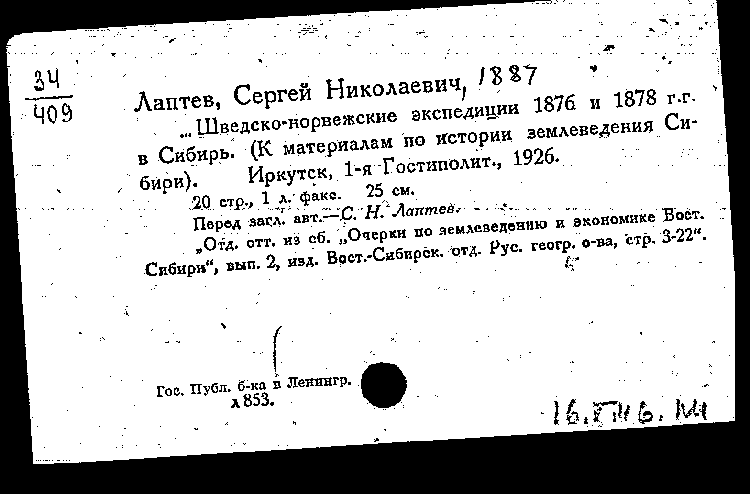 34
409
Лаптев, Сергей Николаевич, 1887
... Шведско-норвежские экспедиции 1876 и 1878 г.г.
в Сибирь. (К материалам по истории землеведения Си-
бири). Иркутск, 1-я Гостиполит., 1926.
20 стр., 1 л. факс. 25 см.
Перед загл. авт.—С. Н. Лаптев.
„Отд. отт. из сб. „Очерки по землеведению и экономике Вост.
Сибири“, вып. 2, изд. Вост.-Сибирск. отд. Рус. геогр. о-ва, стр. 3-22“.
Гос. Публ. б-ка в Ленингр.
л 853.